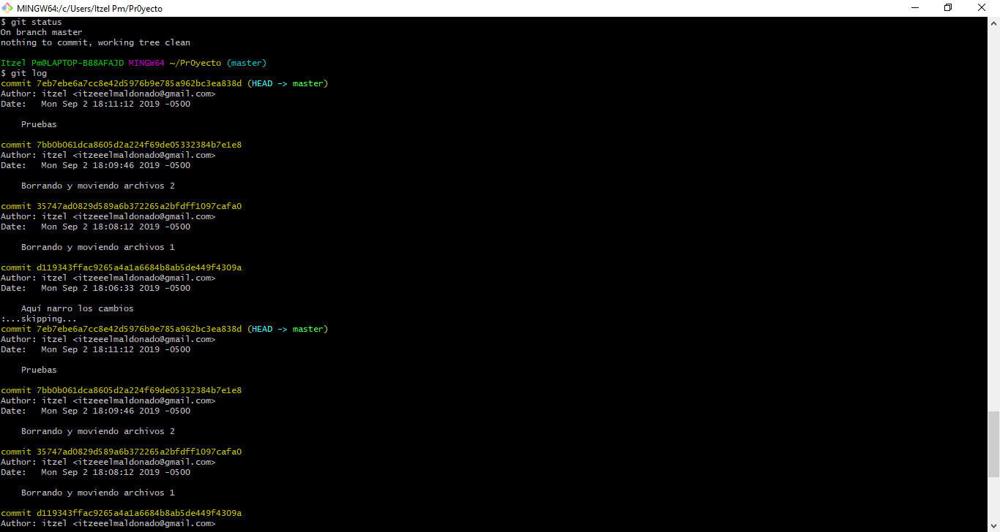 MINGW64:/c/Users/Itzel Pm/Pr0yecto
$ git status
On branch master
nothing to commit, working tree clean
Itzel Pm@LAPTOP-B88AFAJD MINGW64 ~/Pr0yecto (master)
$ git log
commit 7eb7ebe6a7cc8e42d5976b9e785a962bc3ea838d (HEAD -> master)
Author: itzel <itzeeelmaldonado@gmail.com>
Date:   Mon Sep 2 18:11:12 2019 -0500
    Pruebas
commit 7bb0b061dca8605d2a224f69de05332384b7e1e8
Author: itzel <itzeeelmaldonado@gmail.com>
Date:   Mon Sep 2 18:09:46 2019 -0500
    Borrando y moviendo archivos 2
commit 35747ad0829d589a6b372265a2bfdff1097cafa0
Author: itzel <itzeeelmaldonado@gmail.com>
Date:   Mon Sep 2 18:08:12 2019 -0500
    Borrando y moviendo archivos 1
commit d119343ffac9265a4a1a6684b8ab5de449f4309a
Author: itzel <itzeeelmaldonado@gmail.com>
Date:   Mon Sep 2 18:06:33 2019 -0500
    Aquí narro los cambios
:...skipping...
commit 7eb7ebe6a7cc8e42d5976b9e785a962bc3ea838d (HEAD -> master)
Author: itzel <itzeeelmaldonado@gmail.com>
Date:   Mon Sep 2 18:11:12 2019 -0500
    Pruebas
commit 7bb0b061dca8605d2a224f69de05332384b7e1e8
Author: itzel <itzeeelmaldonado@gmail.com>
Date:   Mon Sep 2 18:09:46 2019 -0500
    Borrando y moviendo archivos 2
commit 35747ad0829d589a6b372265a2bfdff1097cafa0
Author: itzel <itzeeelmaldonado@gmail.com>
Date:   Mon Sep 2 18:08:12 2019 -0500
    Borrando y moviendo archivos 1
commit d119343ffac9265a4a1a6684b8ab5de449f4309a
Author: itzel <itzeeelmaldonado@gmail.com>